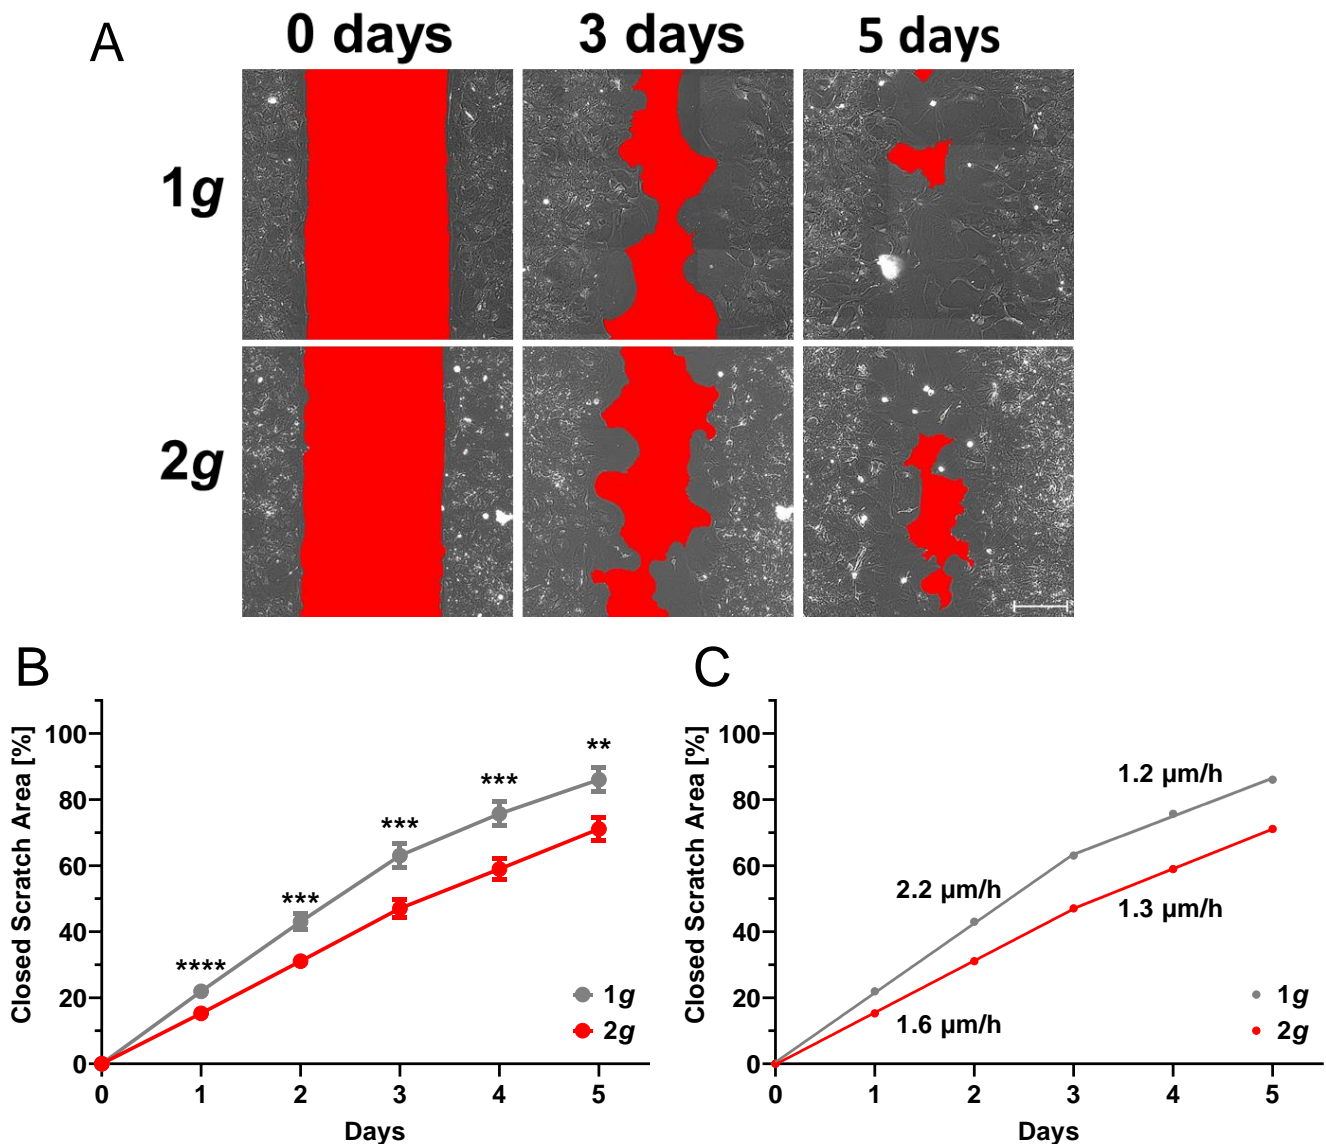 A
0 days
3 days
5 days
1g
2g
B
Closed Scratch Area [%]
100
80
60
40
20
0
****
***
***
***
**
1g
2g
0 1 2 3 4 5
Days
C
Closed Scratch Area [%]
100
80
60
40
20
0
2.2 µm/h
1.2 µm/h
1.6 µm/h
1.3 µm/h
1g
2g
0 1 2 3 4 5
Days